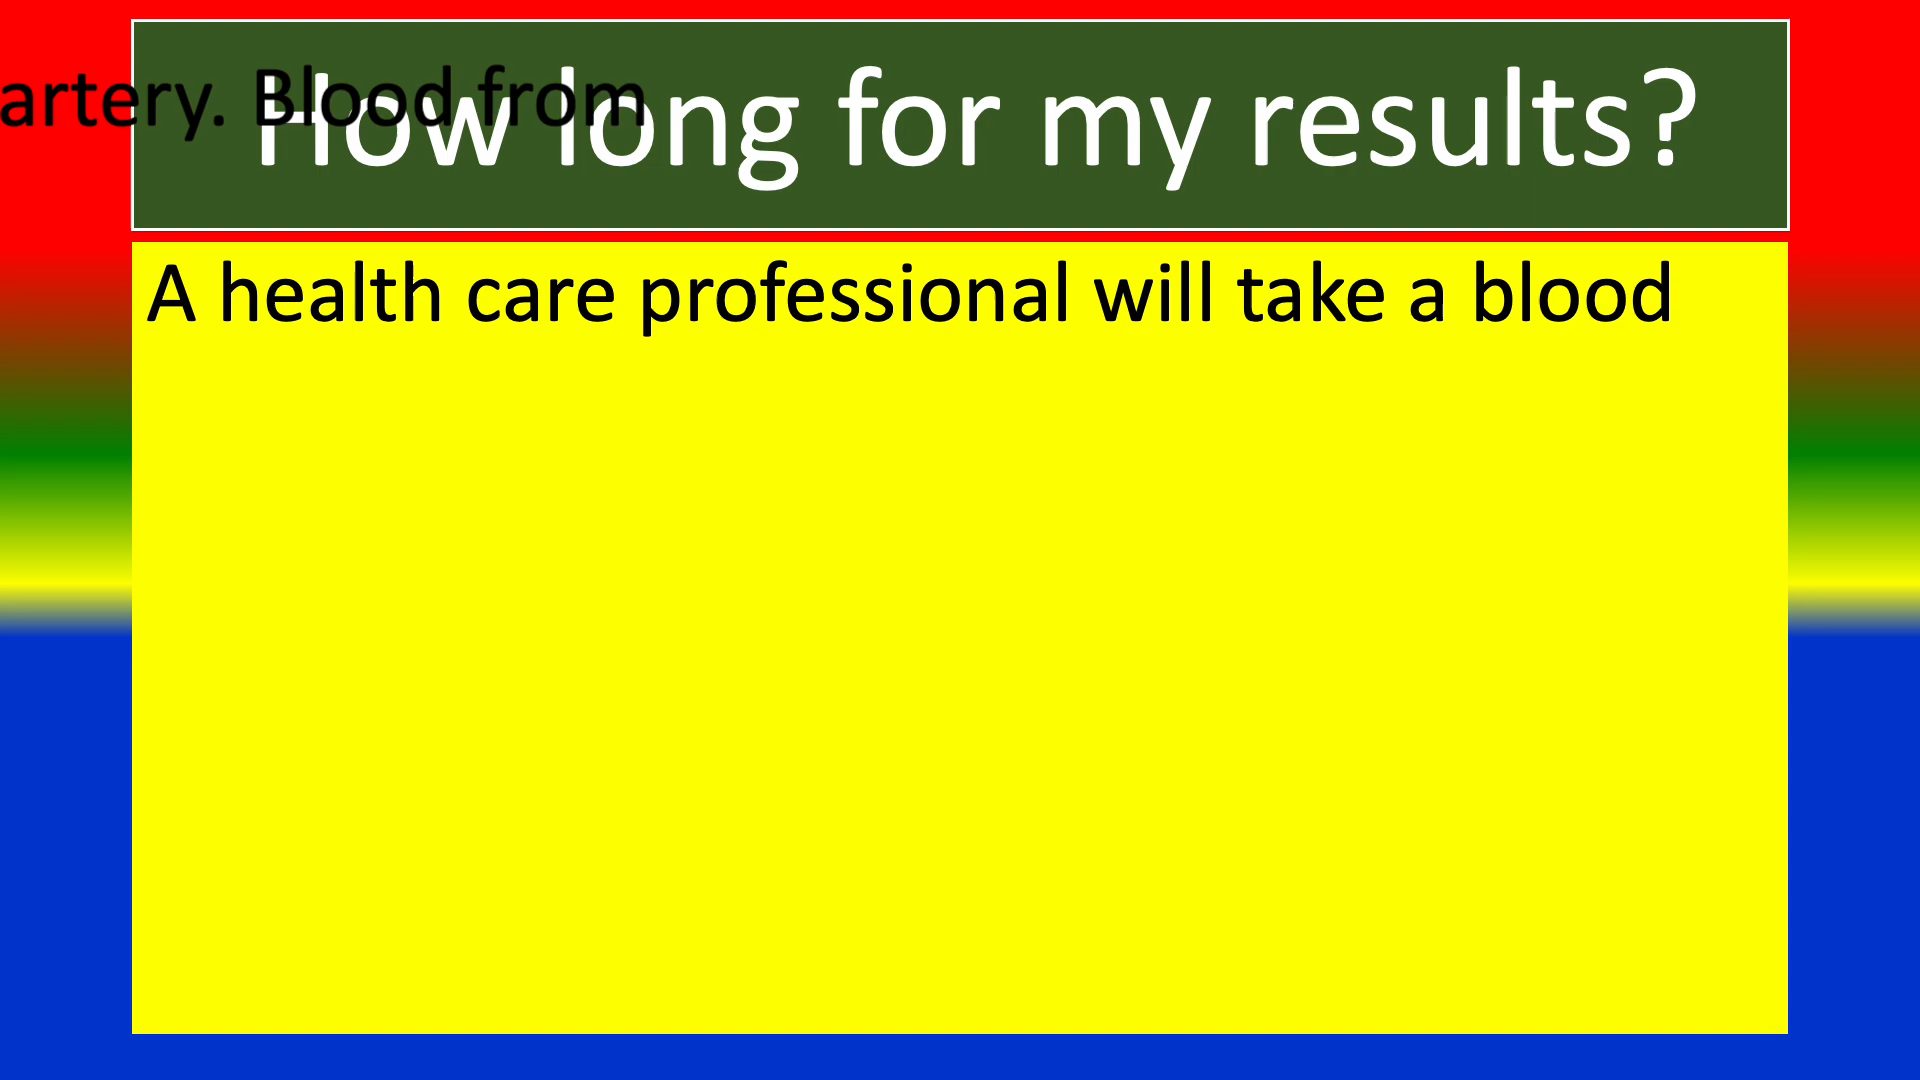 artery. Blood from
How long for my results?
A health care professional will take a blood